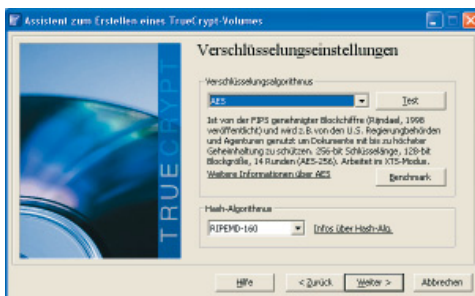 Assistent zum Erstellen eines TrueCrypt-Volumes
TRUECRYPT
Verschlüsselungseinstellungen
Verschlüsselungsalgorithmus
AES
Test
Ist von der FIPS genehmigter Blockchiffre (Rijndael, 1998
veröffentlicht) und wird z.B. von den U.S. Regierungbehörden
und Agenturen genutzt um Dokumente mit bis zu höchster
Geheimhaltung zu schützen. 256-bit Schlüsselänge, 128-bit
Blockgröße, 14 Runden (AES-256). Arbeitet im XTS-Modus.
Weitere Informationen über AES
Benchmark
Hash-Algorithmus
RIPEMD-160
Infos über Hash-Alg.
Hilfe
< Zurück
Weiter >
Abbrechen